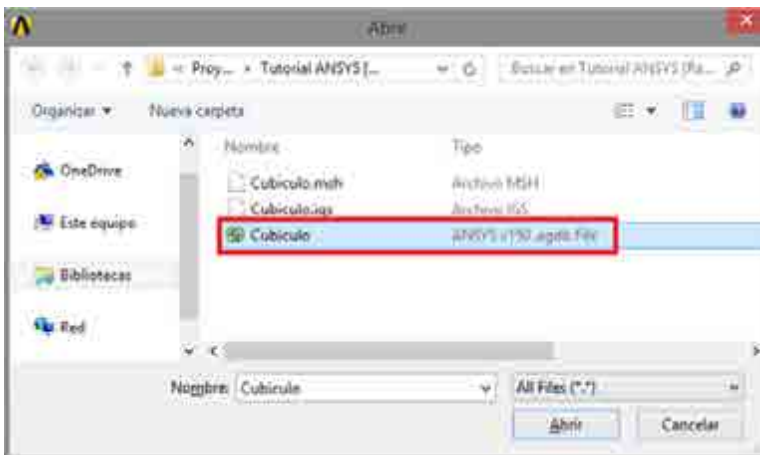 Abrir
« Proy... › Tutorial ANSYS [...
Buscar en Tutorial ANSYS
Organizar
Nueva carpeta
Nombre Tipo
OneDrive
Cubiculo.msh Archivo MSH
Cubiculo.igs Archivo IGS
Este equipo
Cubiculo ANSYS v150 .agdb File
Bibliotecas
Red
Nombre: Cubiculo All Files (*.*)
Abrir Cancelar